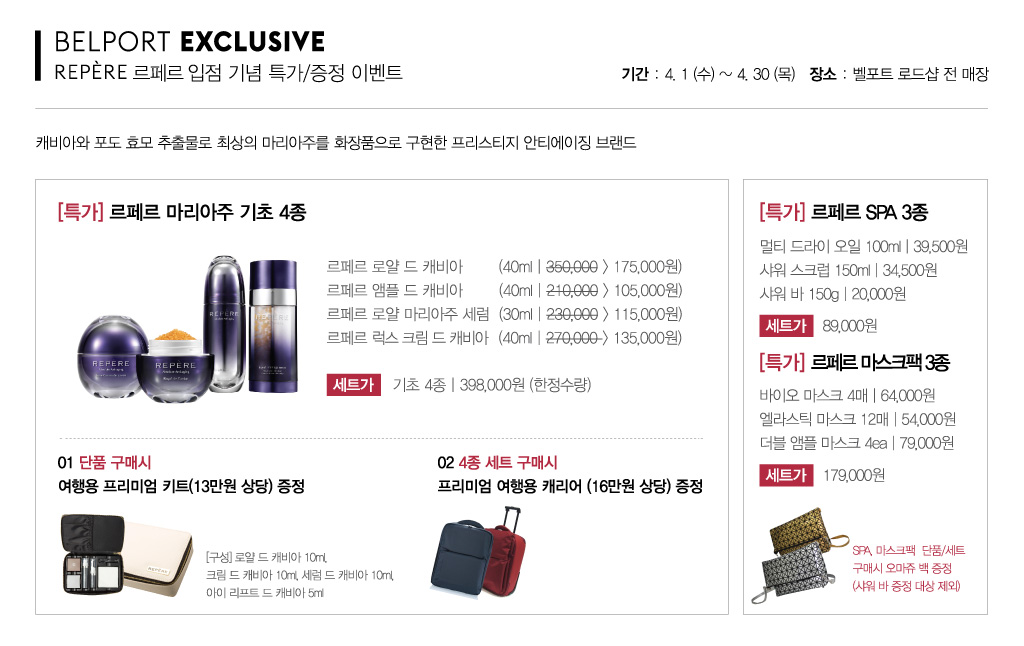 BELPORT EXCLUSIVE
REPÈRE 르페르 입점 기념 특가/증정 이벤트
기간 : 4. 1 (수) ~ 4. 30 (목) 장소 : 벨포트 로드샵 전 매장
캐비아와 포도 효모 추출물로 최상의 마리아주를 화장품으로 구현한 프리스티지 안티에이징 브랜드
[특가] 르페르 마리아주 기초 4종
르페르 로얄 드 캐비아 (40ml | 350,000 > 175,000원)
르페르 앰플 드 캐비아 (40ml | 210,000 > 105,000원)
르페르 로얄 마리아주 세럼 (30ml | 230,000 > 115,000원)
르페르 럭스 크림 드 캐비아 (40ml | 270,000 > 135,000원)
세트가 기초 4종 | 398,000원 (한정수량)
REPERE
REPERE
REPERE
REPERE
01 단품 구매시
여행용 프리미엄 키트(13만원 상당) 증정
REPERE
[구성] 로얄 드 캐비아 10ml,
크림 드 캐비아 10ml, 세럼 드 캐비아 10ml,
아이 리프트 드 캐비아 5ml
02 4종 세트 구매시
프리미엄 여행용 캐리어 (16만원 상당) 증정
[특가] 르페르 SPA 3종
멀티 드라이 오일 100ml | 39,500원
샤워 스크럽 150ml | 34,500원
샤워 바 150g | 20,000원
세트가 89,000원
[특가] 르페르 마스크팩 3종
바이오 마스크 4매 | 64,000원
엘라스틱 마스크 12매 | 54,000원
더블 앰플 마스크 4ea | 79,000원
세트가 179,000원
SPA, 마스크팩 단품/세트
구매시 오마쥬 백 증정
(샤워 바 증정 대상 제외)